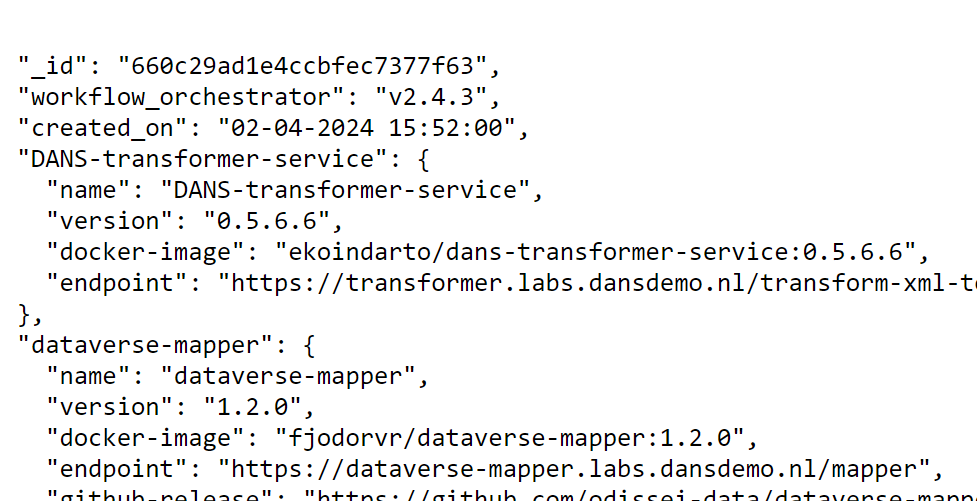 "_id": "660c29ad1e4ccbfec7377f63",
"workflow_orchestrator": "v2.4.3",
"created_on": "02-04-2024 15:52:00",
"DANS-transformer-service": {
"name": "DANS-transformer-service",
"version": "0.5.6.6",
"docker-image": "ekoindarto/dans-transformer-service:0.5.6.6",
"endpoint": "https://transformer.labs.dansdemo.nl/transform-xml-t
},
"dataverse-mapper": {
"name": "dataverse-mapper",
"version": "1.2.0",
"docker-image": "fjodorvr/dataverse-mapper:1.2.0",
"endpoint": "https://dataverse-mapper.labs.dansdemo.nl/mapper",
"github-release": "https://github.com/odissei-data/dataverse-mapp